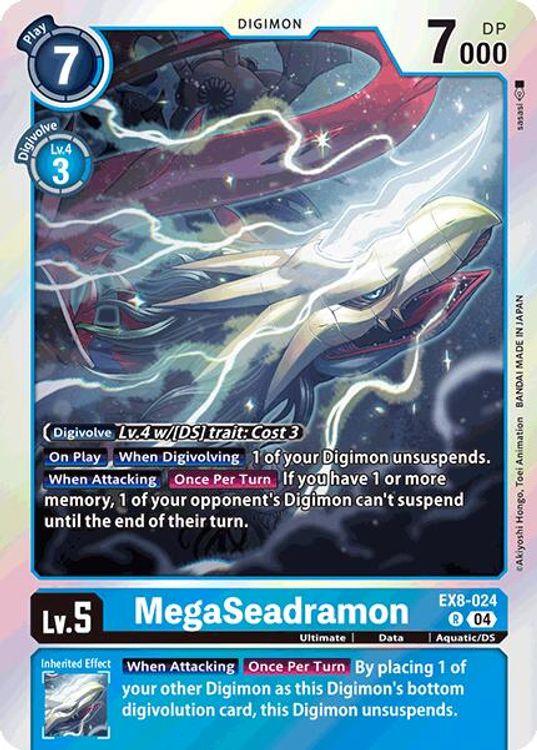 DIGIMON
Play
7
DP
7000
Digivolve
Lv.4
3
sasasi
©Akiyoshi Hongo, Toei Animation BANDAI MADE IN JAPAN
Digivolve Lv.4 w/[DS] trait: Cost 3
On Play When Digivolving 1 of your Digimon unsuspends.
When Attacking Once Per Turn If you have 1 or more
memory, 1 of your opponent's Digimon can't suspend
until the end of their turn.
Lv.5
MegaSeadramon
EX8-024
R 04
Ultimate | Data | Aquatic/DS
Inherited Effect
When Attacking Once Per Turn By placing 1 of
your other Digimon as this Digimon's bottom
digivolution card, this Digimon unsuspends.